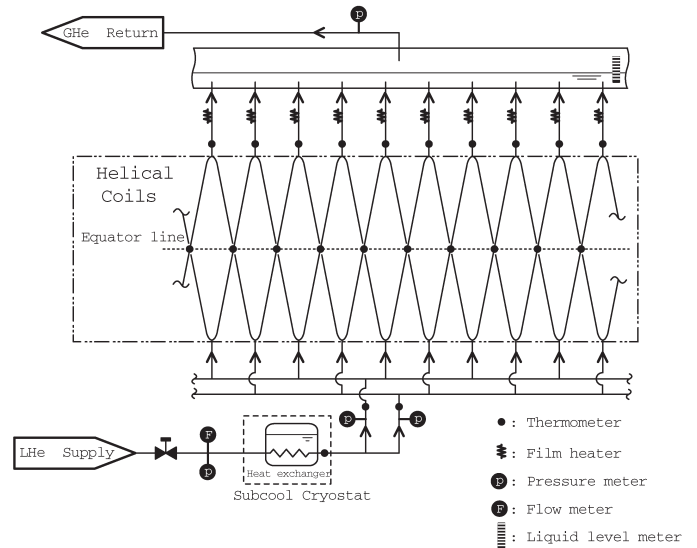 p
GHe Return
Helical
Coils
Equator line
p
p
F
LHe Supply
p
Heat exchanger
Subcool Cryostat
: Thermometer
: Film heater
p : Pressure meter
F : Flow meter
: Liquid level meter